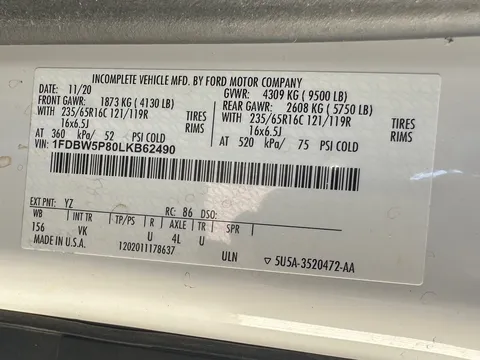 INCOMPLETE VEHICLE MFD. BY FORD MOTOR COMPANY
DATE: 11/20 GVWR: 4309 KG (9500 LB)
FRONT GAWR: 1873 KG (4130 LB) REAR GAWR: 2608 KG (5750 LB)
WITH 235/65R16C 121/119R TIRES WITH 235/65R16C 121/119R TIRES
16x6.5J RIMS 16x6.5J RIMS
AT 360 kPa/ 52 PSI COLD AT 520 kPa/ 75 PSI COLD
VIN: 1FDBW5P80LKB62490
EXT PNT: YZ RC: 86 DSO:
WB INT TR TP/PS R AXLE TR SPR
156 VK U 4L U
MADE IN U.S.A. 1202011178637 ULN ▽ 5U5A-3520472-AA